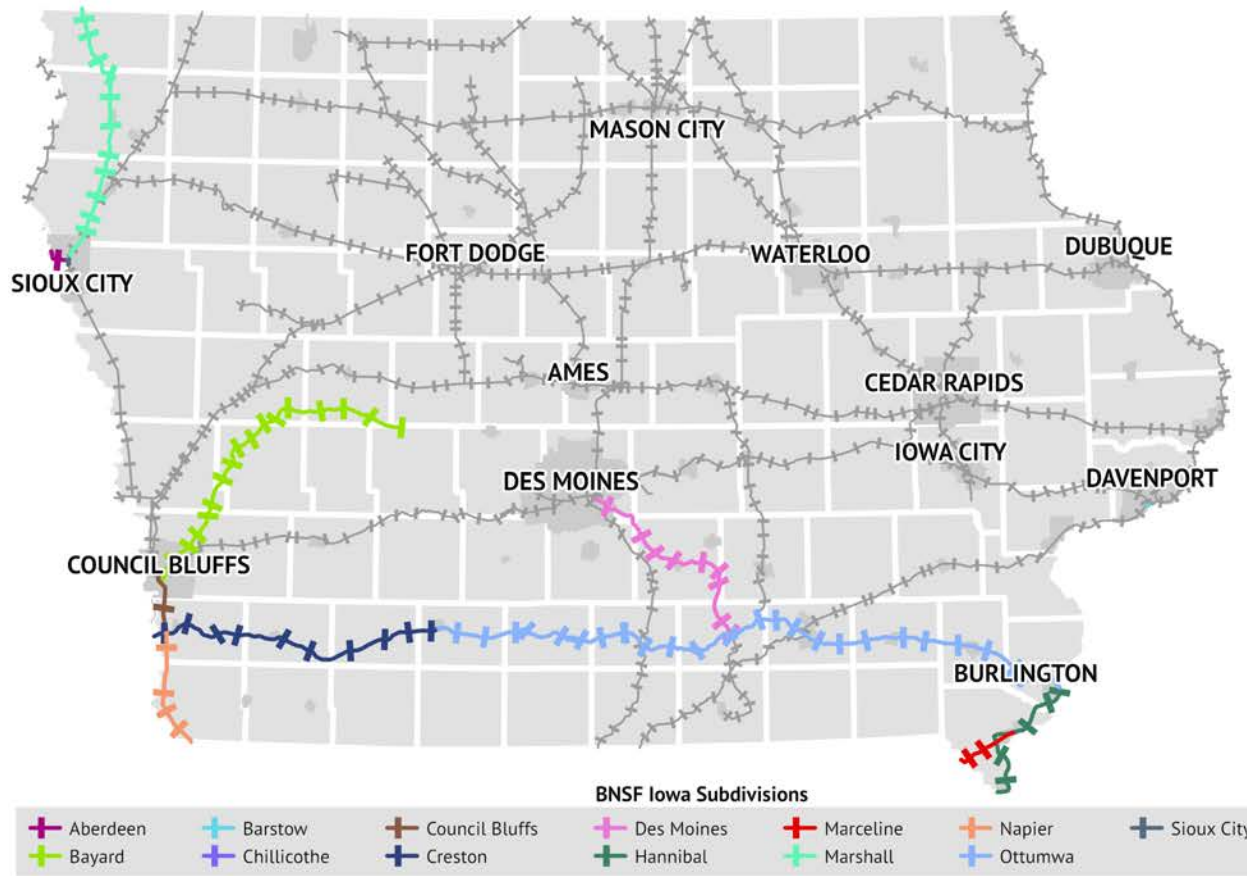 MASON CITY
FORT DODGE
WATERLOO
DUBUQUE
SIOUX CITY
AMES
CEDAR RAPIDS
IOWA CITY
DES MOINES
DAVENPORT
COUNCIL BLUFFS
BURLINGTON
BNSF Iowa Subdivisions
Aberdeen Barstow Council Bluffs Des Moines Marceline Napier Sioux City
Bayard Chillicothe Creston Hannibal Marshall Ottumwa